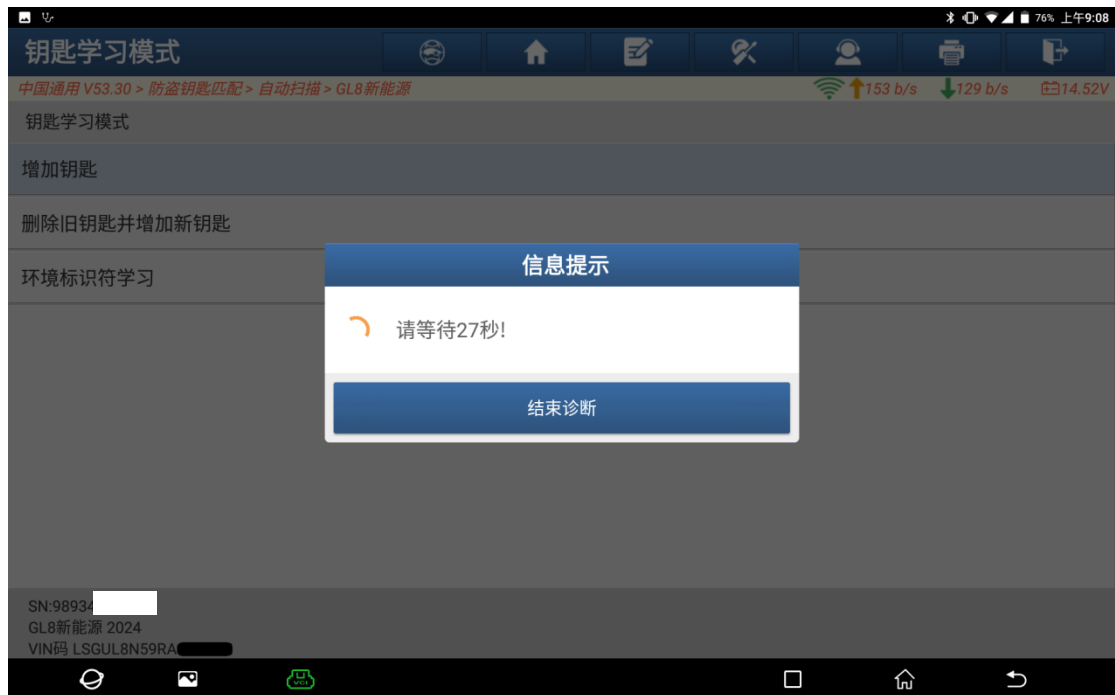 76% 上午9:08
钥匙学习模式
中国通用 V53.30 > 防盗钥匙匹配 > 自动扫描 > GL8新能源 153 b/s 129 b/s 14.52V
钥匙学习模式
增加钥匙
删除旧钥匙并增加新钥匙
环境标识符学习
信息提示
请等待27秒!
结束诊断
SN:98934
GL8新能源 2024
VIN码 LSGUL8N59RA
VCI